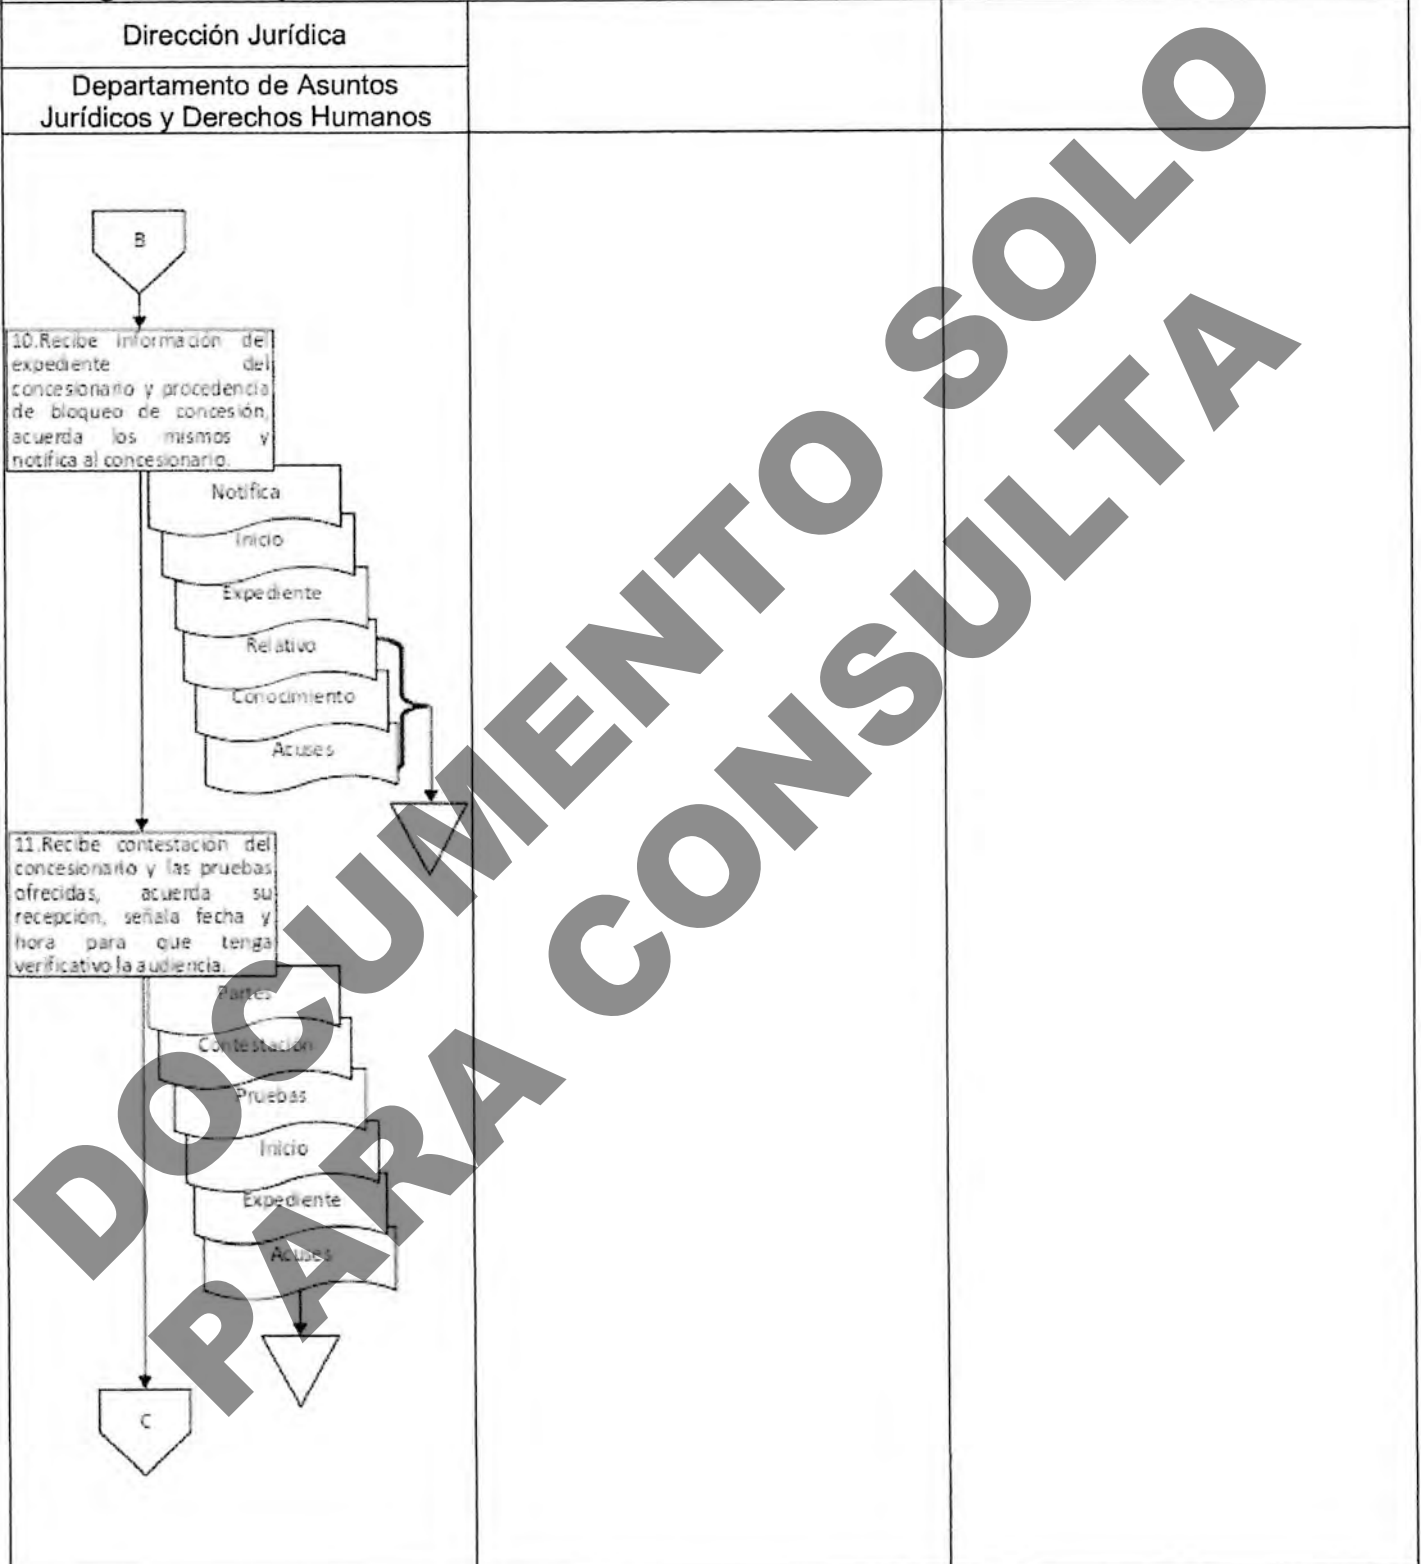 Dirección Jurídica
Departamento de Asuntos
Jurídicos y Derechos Humanos
B
10.Recibe información del
expediente del
concesionario y procedencia
de bloqueo de concesión,
acuerda los mismos y
notifica al concesionario.
Notifica
Inicio
Expediente
Relativo
Conocimiento
Acuses
11.Recibe contestación del
concesionario y las pruebas
ofrecidas, acuerda su
recepción, señala fecha y
hora para que tenga
verificativo la audiencia.
Partes
Contestación
Pruebas
Inicio
Expediente
Acuses
C
DOCUMENTO SOLO
PARA CONSULTA